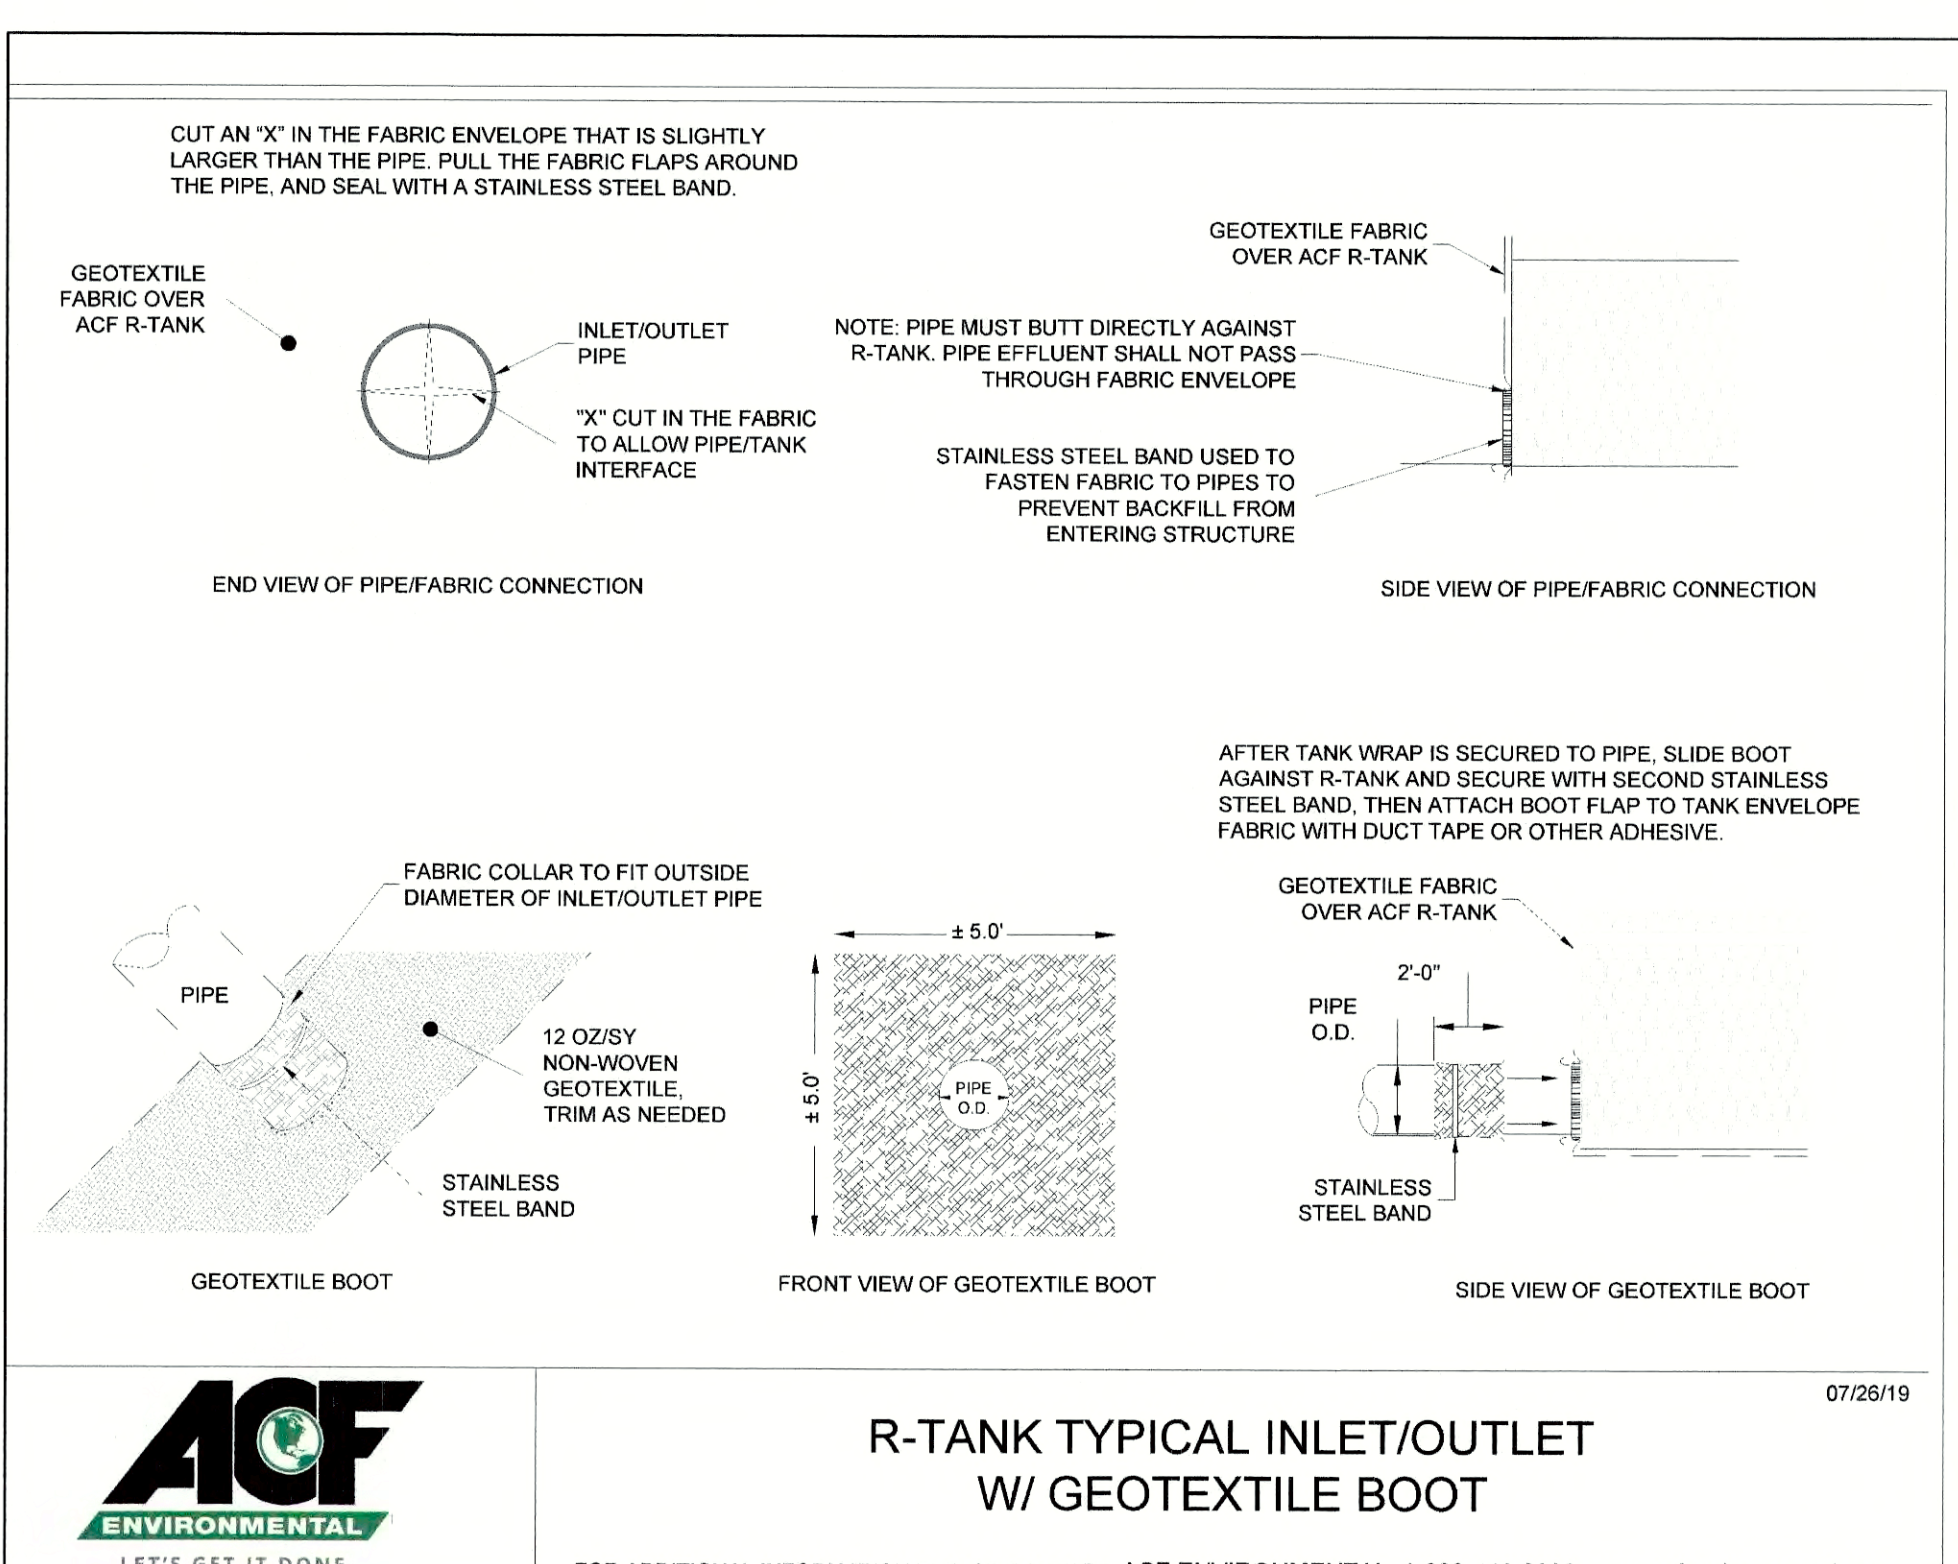 CUT AN "X" IN THE FABRIC ENVELOPE THAT IS SLIGHTLY
LARGER THAN THE PIPE. PULL THE FABRIC FLAPS AROUND
THE PIPE, AND SEAL WITH A STAINLESS STEEL BAND.
GEOTEXTILE
FABRIC OVER
ACF R-TANK
INLET/OUTLET
PIPE
"X" CUT IN THE FABRIC
TO ALLOW PIPE/TANK
INTERFACE
END VIEW OF PIPE/FABRIC CONNECTION
GEOTEXTILE FABRIC
OVER ACF R-TANK
NOTE: PIPE MUST BUTT DIRECTLY AGAINST
R-TANK. PIPE EFFLUENT SHALL NOT PASS
THROUGH FABRIC ENVELOPE
STAINLESS STEEL BAND USED TO
FASTEN FABRIC TO PIPES TO
PREVENT BACKFILL FROM
ENTERING STRUCTURE
SIDE VIEW OF PIPE/FABRIC CONNECTION
FABRIC COLLAR TO FIT OUTSIDE
DIAMETER OF INLET/OUTLET PIPE
PIPE
12 OZ/SY
NON-WOVEN
GEOTEXTILE,
TRIM AS NEEDED
STAINLESS
STEEL BAND
GEOTEXTILE BOOT
± 5.0'
± 5.0'
PIPE
O.D.
FRONT VIEW OF GEOTEXTILE BOOT
AFTER TANK WRAP IS SECURED TO PIPE, SLIDE BOOT
AGAINST R-TANK AND SECURE WITH SECOND STAINLESS
STEEL BAND, THEN ATTACH BOOT FLAP TO TANK ENVELOPE
FABRIC WITH DUCT TAPE OR OTHER ADHESIVE.
GEOTEXTILE FABRIC
OVER ACF R-TANK
2'-0"
PIPE
O.D.
STAINLESS
STEEL BAND
SIDE VIEW OF GEOTEXTILE BOOT
ACF
ENVIRONMENTAL
LET'S GET IT DONE
07/26/19
R-TANK TYPICAL INLET/OUTLET
W/ GEOTEXTILE BOOT